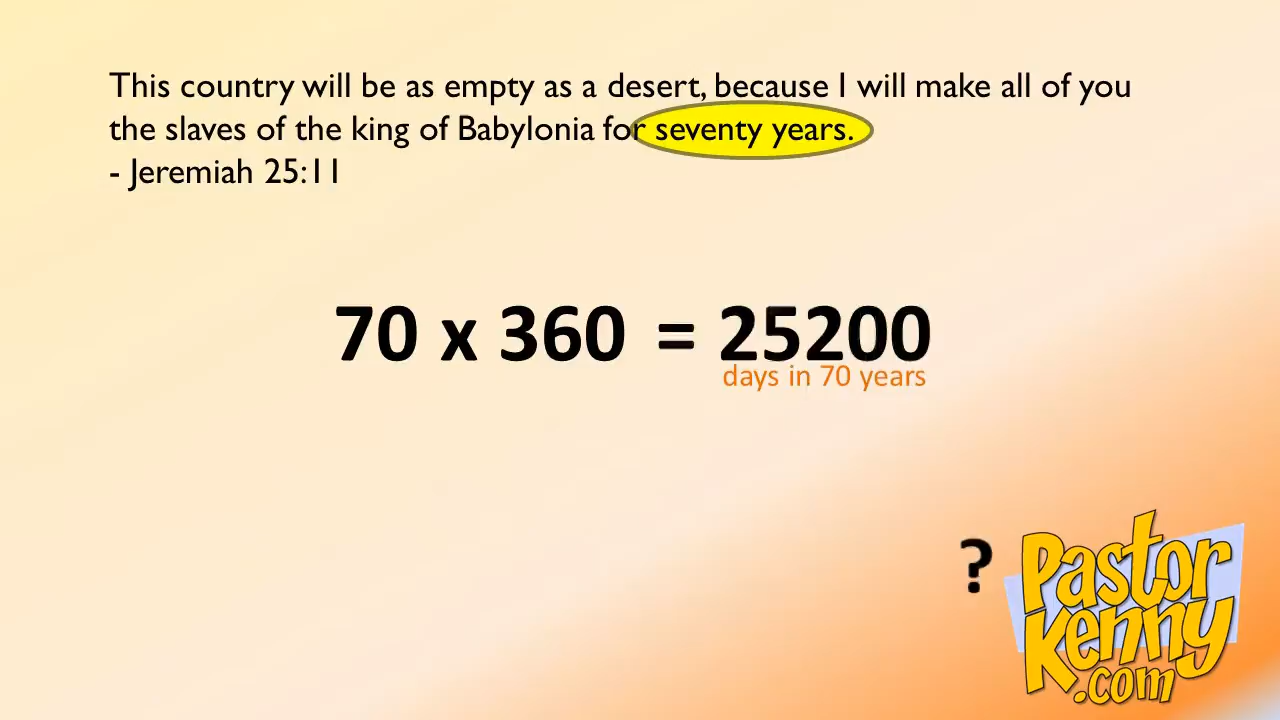 This country will be as empty as a desert, because I will make all of you
the slaves of the king of Babylonia for seventy years.
- Jeremiah 25:11
70 x 360 = 25200
days in 70 years
?
Pastor
Kenny
.com